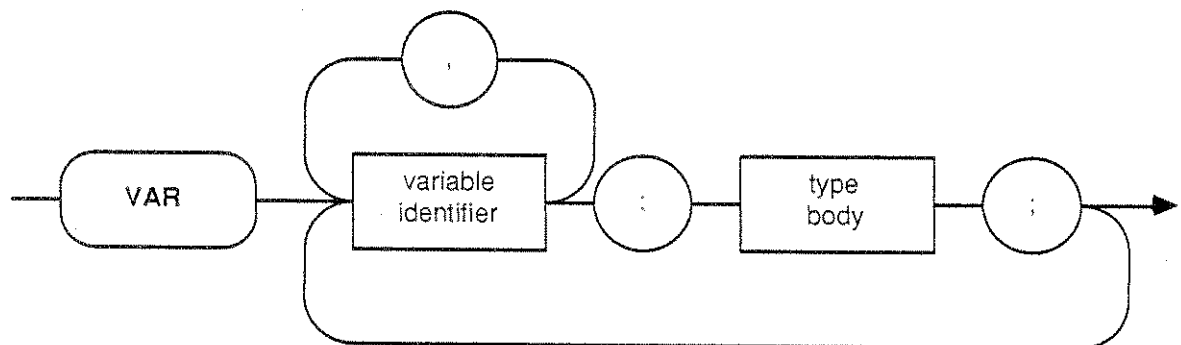 ,
VAR
variable
identifier
:
type
body
;